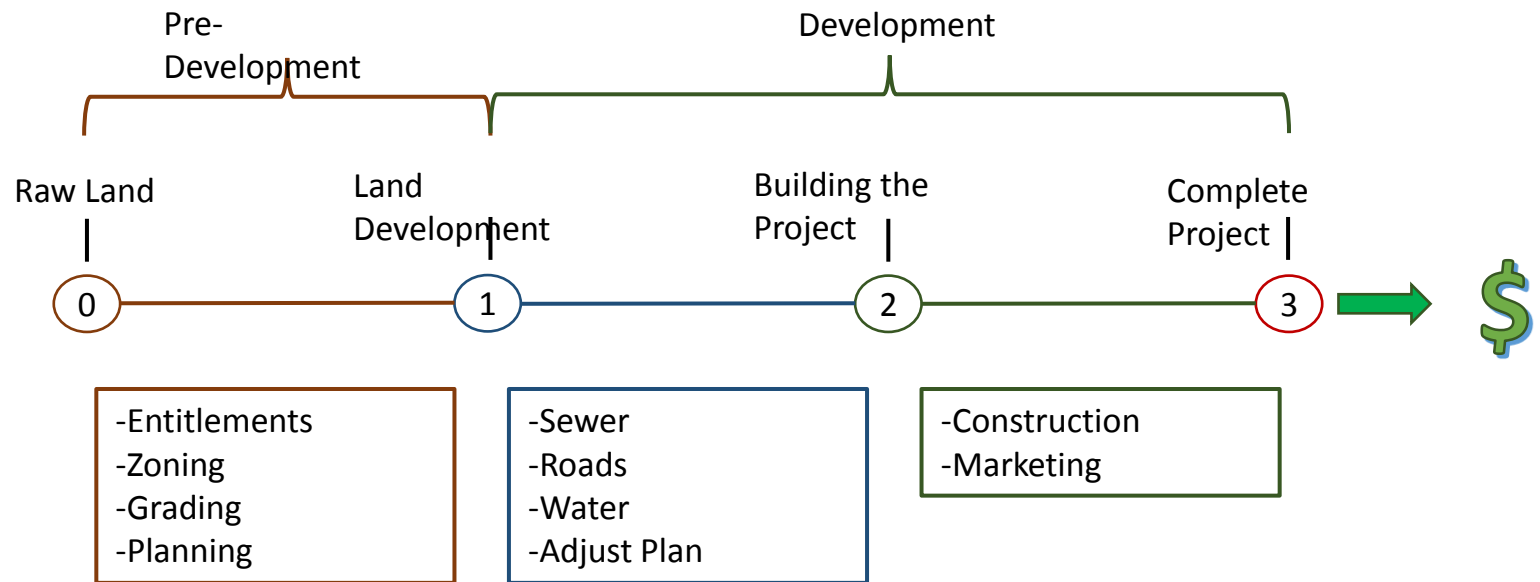 Pre-
Development
Development
Raw Land
Land
Development
Building the
Project
Complete
Project
0
1
2
3
$
-Entitlements
-Zoning
-Grading
-Planning
-Sewer
-Roads
-Water
-Adjust Plan
-Construction
-Marketing